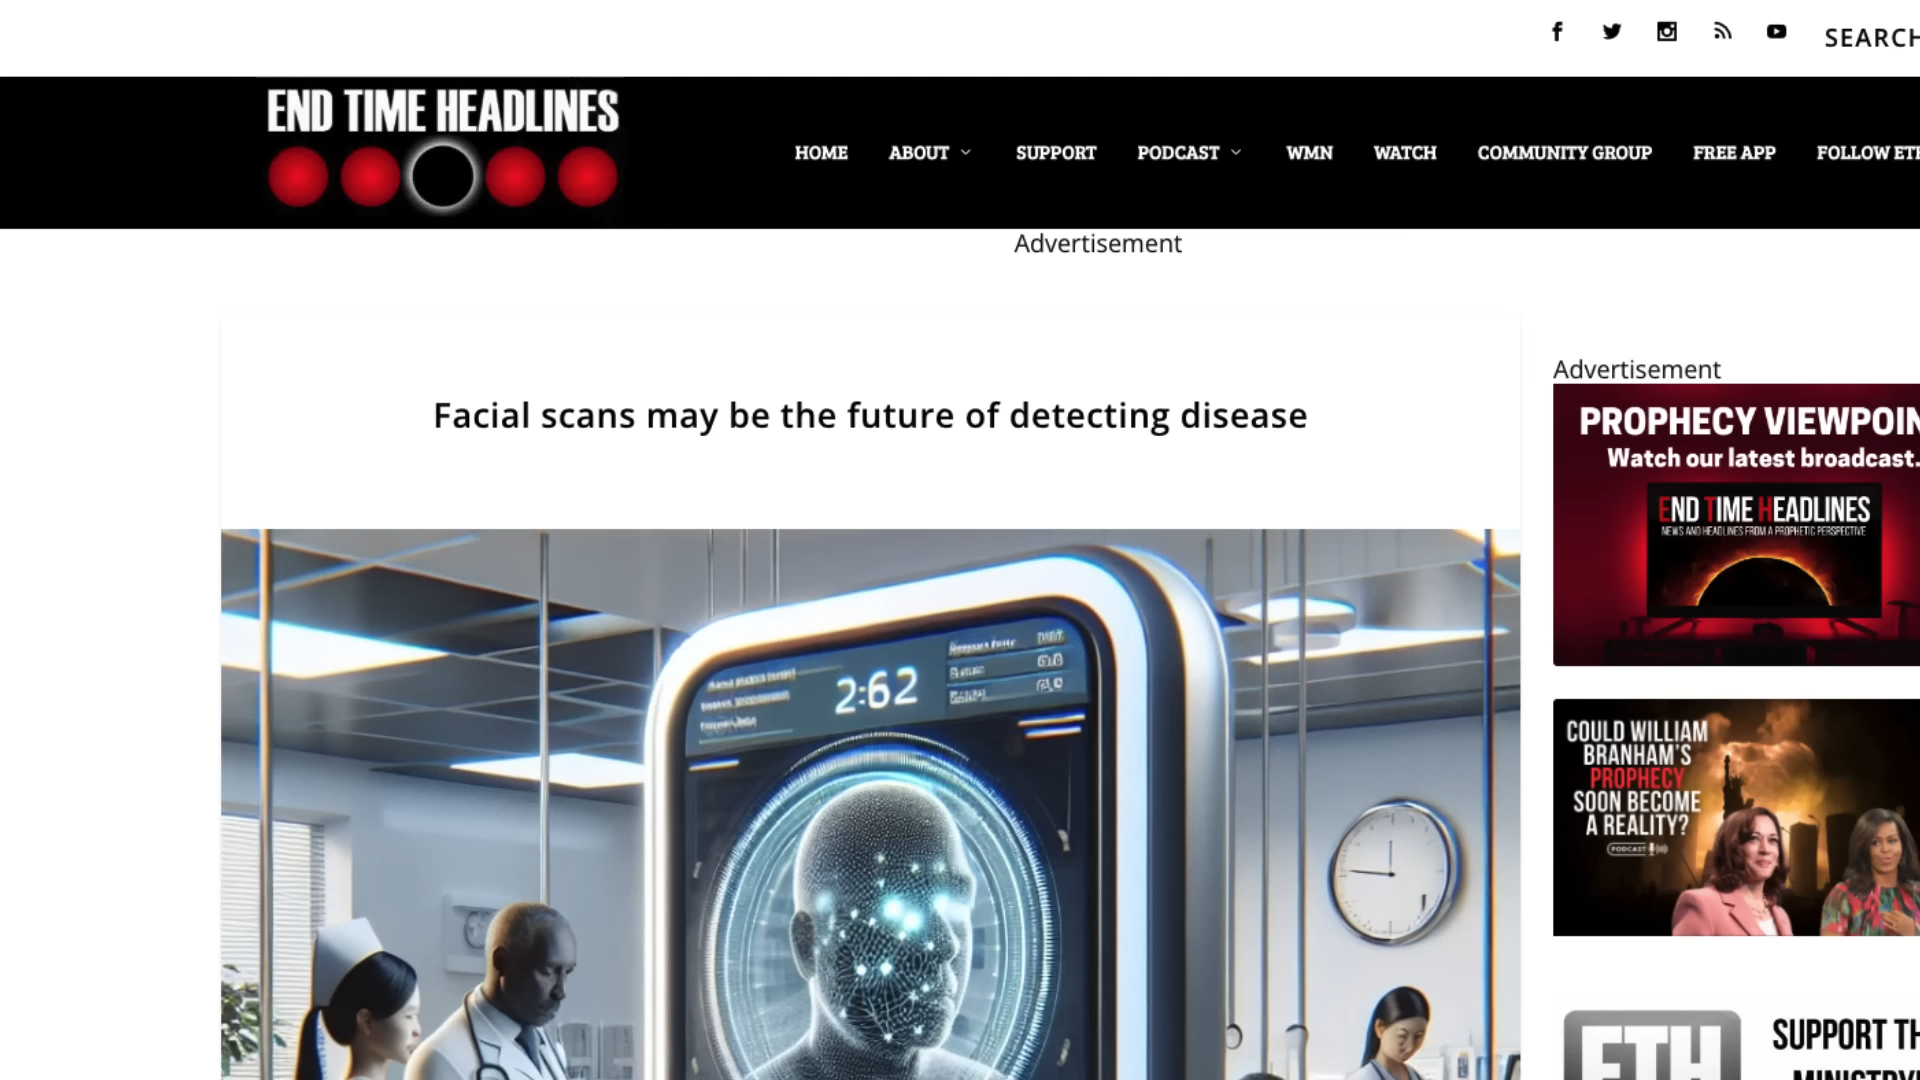 SEARCH
END TIME HEADLINES
HOME ABOUT SUPPORT PODCAST WMN WATCH COMMUNITY GROUP FREE APP FOLLOW ETH
Advertisement
Facial scans may be the future of detecting disease
2:62
Advertisement
PROPHECY VIEWPOIN
Watch our latest broadcast.
END TIME HEADLINES
NEWS AND HEADLINES FROM A PROPHETIC PERSPECTIVE
COULD WILLIAM
BRANHAM'S
PROPHECY
SOON BECOME
A REALITY?
PODCAST
ETH
SUPPORT TH
MINISTRY